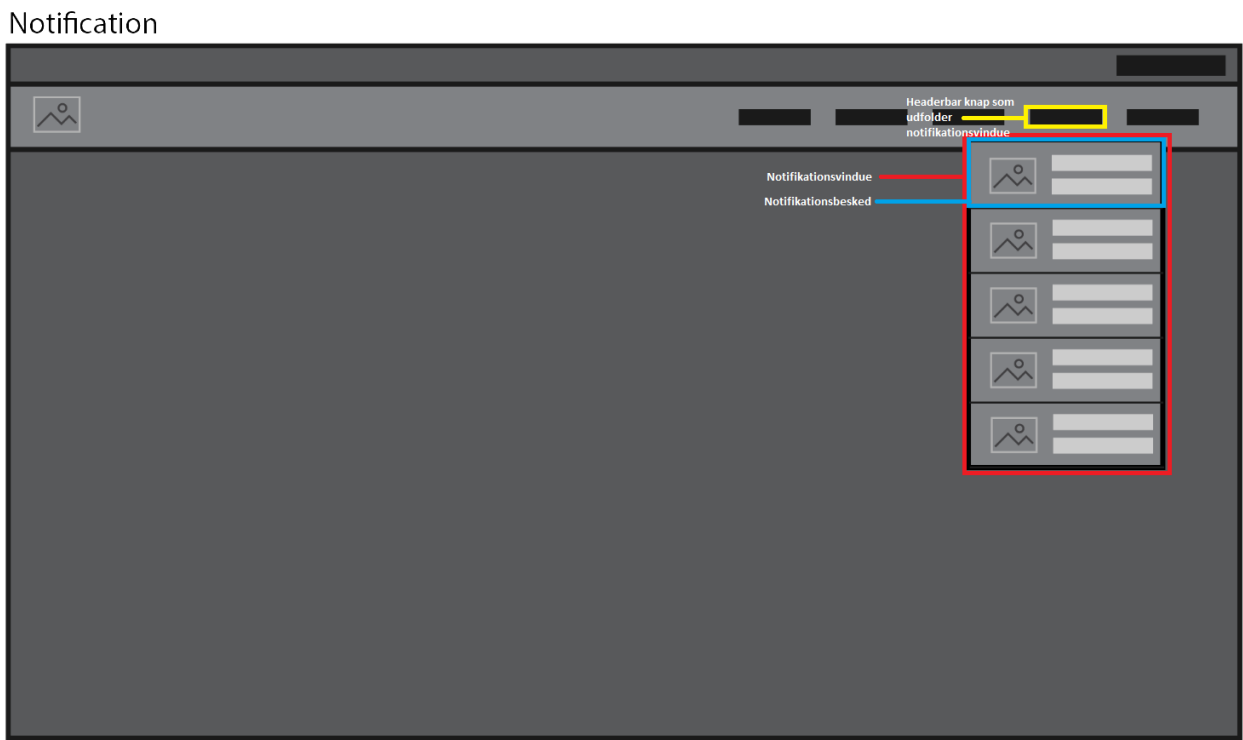 Notification
Headerbar knap som
udfolder
notifikationsvindue
Notifikationsvindue
Notifikationsbesked